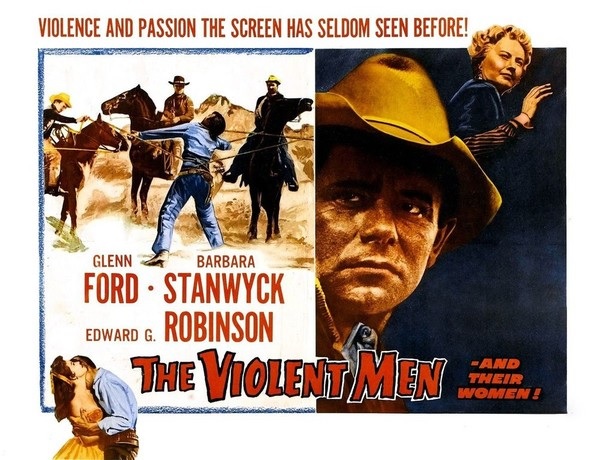 VIOLENCE AND PASSION THE SCREEN HAS SELDOM SEEN BEFORE!
GLENN BARBARA
FORD · STANWYCK
EDWARD G. ROBINSON
THE VIOLENT MEN
-AND
THEIR
WOMEN!